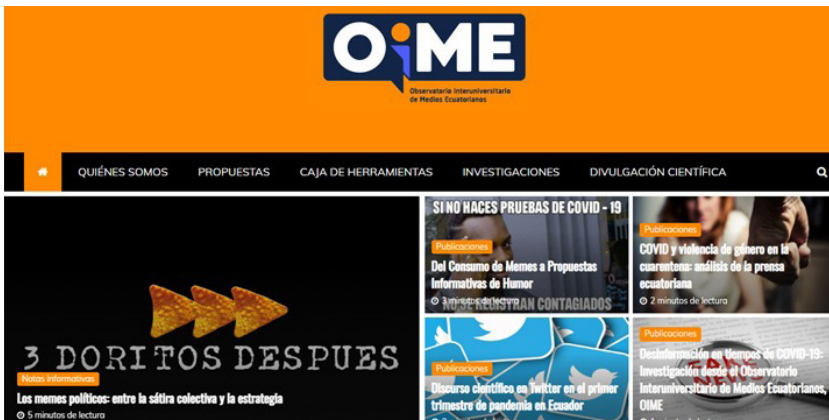 OiME
Observatorio Interuniversitario
de Medios Ecuatorianos
QUIÉNES SOMOS PROPUESTAS CAJA DE HERRAMIENTAS INVESTIGACIONES DIVULGACIÓN CIENTÍFICA
3 DORITOS DESPUES
Notas Informativas
Los memes políticos: entre la sátira colectiva y la estrategia
5 minutos de lectura
SI NO HACES PRUEBAS DE COVID - 19
Publicaciones
Del Consumo de Memes a Propuestas
Informativas de Humor
3 minutos de lectura
NO SE REGISTRAN CONTAGIADOS
Publicaciones
COVID y violencia de género en la
cuarentena: análisis de la prensa
ecuatoriana
2 minutos de lectura
Publicaciones
Discurso científico en Twitter en el primer
trimestre de pandemia en Ecuador
Publicaciones
Desinformación en tiempos de COVID-19:
Investigación desde el Observatorio
Interuniversitario de Medios Ecuatorianos,
OIME